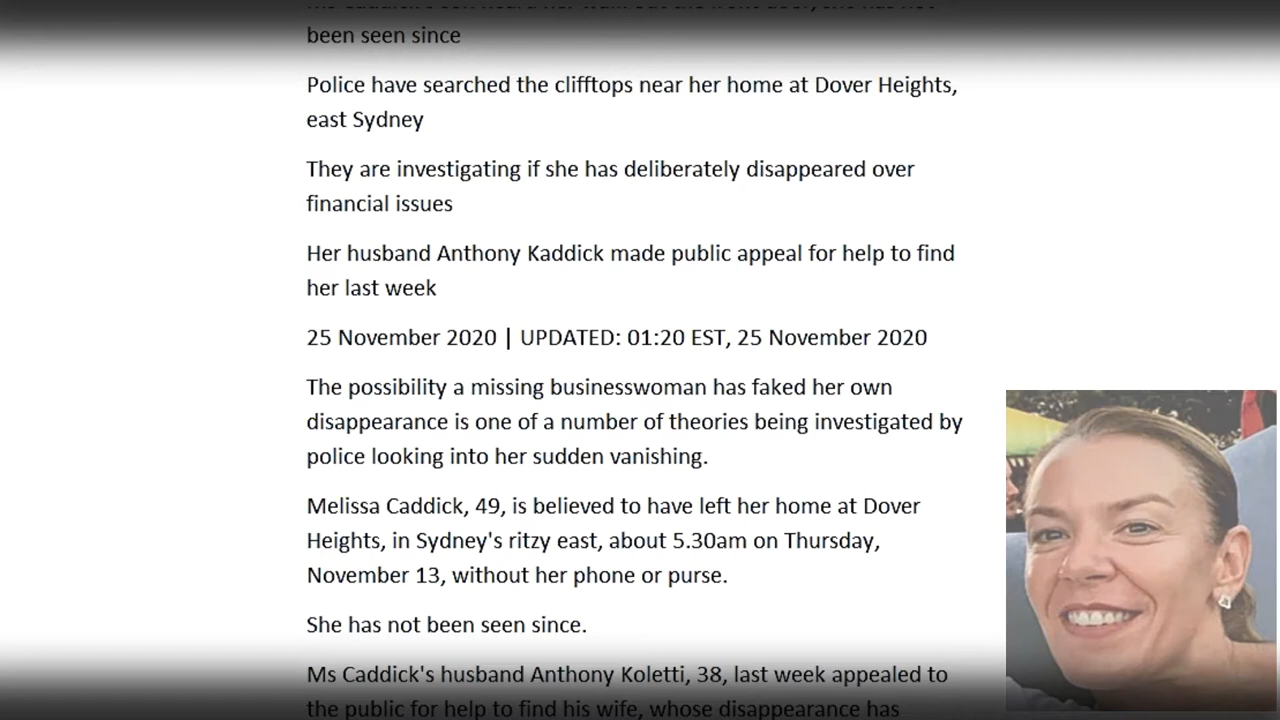 been seen since
Police have searched the clifftops near her home at Dover Heights,
east Sydney
They are investigating if she has deliberately disappeared over
financial issues
Her husband Anthony Kaddick made public appeal for help to find
her last week
25 November 2020 | UPDATED: 01:20 EST, 25 November 2020
The possibility a missing businesswoman has faked her own
disappearance is one of a number of theories being investigated by
police looking into her sudden vanishing.
Melissa Caddick, 49, is believed to have left her home at Dover
Heights, in Sydney's ritzy east, about 5.30am on Thursday,
November 13, without her phone or purse.
She has not been seen since.
Ms Caddick's husband Anthony Koletti, 38, last week appealed to
the public for help to find his wife, whose disappearance has